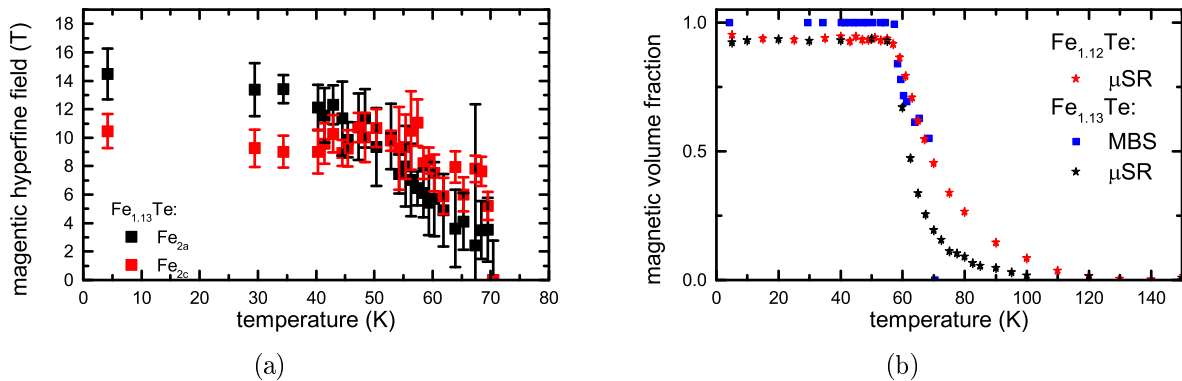 magentic hyperfine field (T)
18
16
14
12
10
8
6
4
2
0
Fe1.13Te:
Fe2a
Fe2c
0 10 20 30 40 50 60 70 80
temperature (K)
(a)
magnetic volume fraction
1.0
0.5
0.0
Fe1.12Te:
μSR
Fe1.13Te:
MBS
μSR
0 20 40 60 80 100 120 140
temperature (K)
(b)